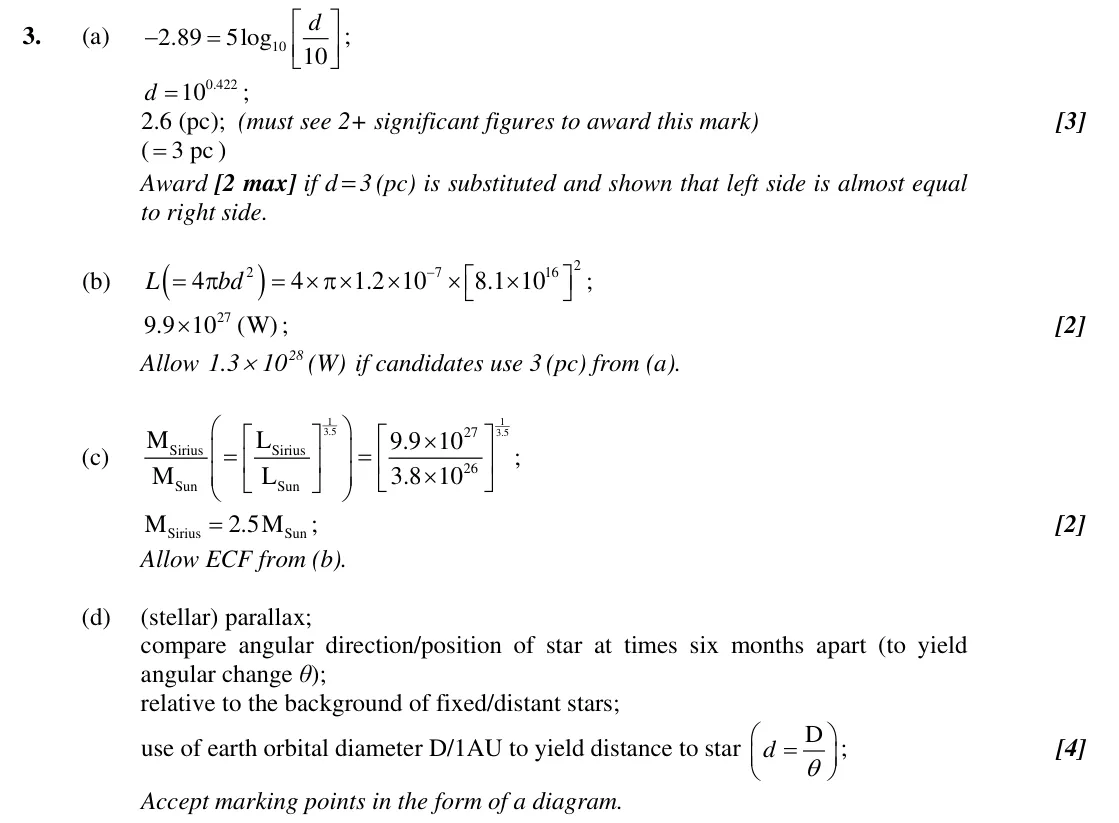 3. (a) −2.89 = 5log₁₀[d/10];
d = 10^0.422;
2.6 (pc); (must see 2+ significant figures to award this mark) [3]
(= 3 pc)
Award [2 max] if d = 3 (pc) is substituted and shown that left side is almost equal
to right side.
(b) L(= 4πbd²) = 4 × π × 1.2 × 10⁻⁷ × [8.1 × 10¹⁶]²;
9.9 × 10²⁷ (W); [2]
Allow 1.3 × 10²⁸ (W) if candidates use 3 (pc) from (a).
(c) M_Sirius/M_Sun (= [L_Sirius/L_Sun]^(1/3.5)) = [9.9 × 10²⁷/3.8 × 10²⁶]^(1/3.5);
M_Sirius = 2.5 M_Sun; [2]
Allow ECF from (b).
(d) (stellar) parallax;
compare angular direction/position of star at times six months apart (to yield
angular change θ);
relative to the background of fixed/distant stars;
use of earth orbital diameter D/1AU to yield distance to star (d = D/θ); [4]
Accept marking points in the form of a diagram.